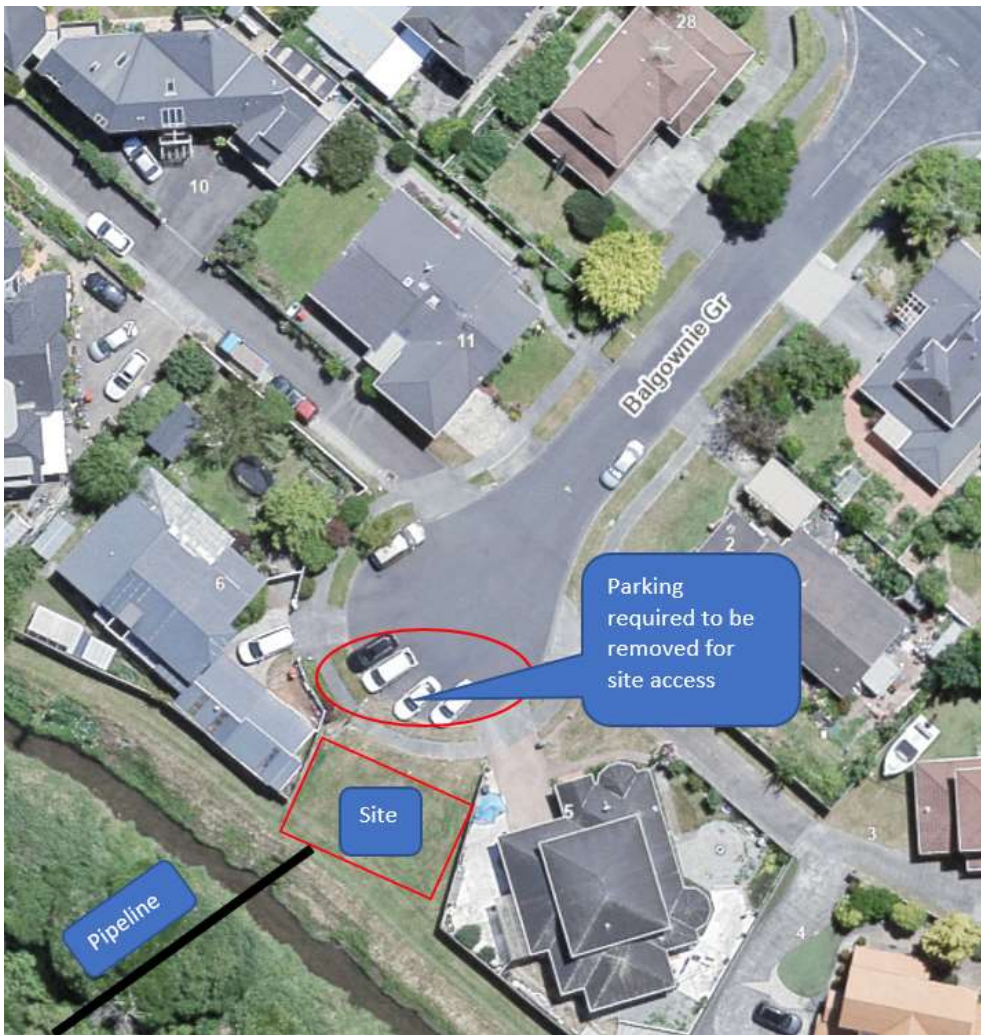 28
10
7
11
Balgownie Gr
2
6
Parking
required to be
removed for
site access
Site
5
3
Pipeline
4